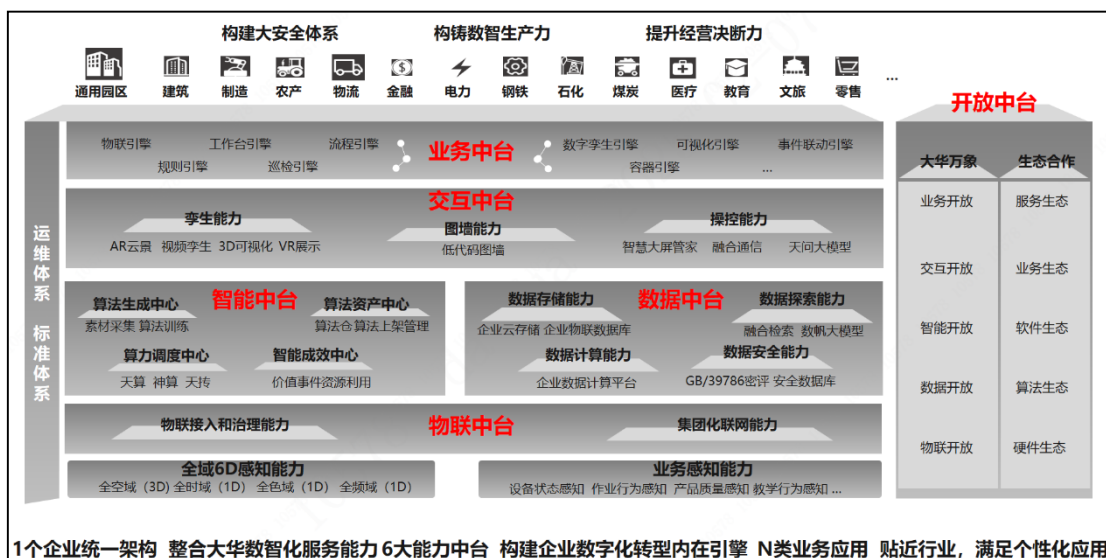 构建大安全体系 构铸数智生产力 提升经营决断力
通用园区 建筑 制造 农产 物流 金融 电力 钢铁 石化 煤炭 医疗 教育 文旅 零售 ...
开放中台
物联引擎 工作台引擎 流程引擎 业务中台 数字孪生引擎 可视化引擎 事件联动引擎
规则引擎 巡检引擎 容器引擎 ...
大华万象 生态合作
交互中台
孪生能力 图墙能力 操控能力
AR云景 视频孪生 3D可视化 VR展示 低代码图墙 智慧大屏管家 融合通信 天问大模型
业务开放 服务生态
交互开放 业务生态
智能开放 软件生态
数据开放 算法生态
物联开放 硬件生态
运维体系 标准体系
智能中台
算法生成中心 算法资产中心
素材采集 算法训练 算法仓 算法上架管理
算力调度中心 智能成效中心
天算 神算 天抟 价值事件资源利用
数据中台
数据存储能力 数据探索能力
企业云存储 企业物联数据库 融合检索 数帆大模型
数据计算能力 数据安全能力
企业数据计算平台 GB/39786密评 安全数据库
物联中台
物联接入和治理能力 集团化联网能力
全域6D感知能力 业务感知能力
全空域（3D) 全时域（1D） 全色域（1D） 全频域（1D）
设备状态感知 作业行为感知 产品质量感知 教学行为感知 ...
1个企业统一架构 整合大华数智化服务能力 6大能力中台 构建企业数字化转型内在引擎 N类业务应用 贴近行业，满足个性化应用